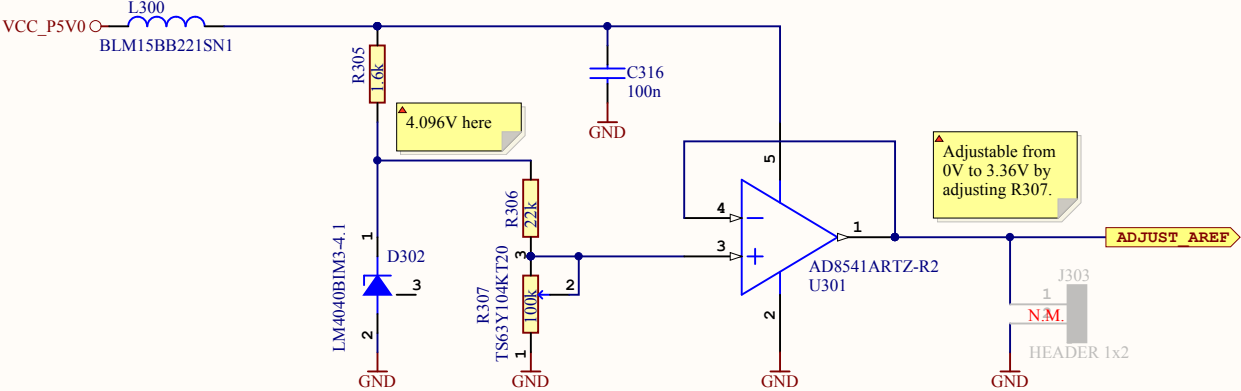 L300
VCC_P5V0
BLM15BB221SN1
R305
1.6k
C316
100n
GND
4.096V here
Adjustable from
0V to 3.36V by
adjusting R307.
R306
22k
5
4
3
1
2
AD8541ARTZ-R2
U301
ADJUST_AREF
1
D302
3
2
LM4040BIM3-4.1
3
2
1
R307
TS63Y104KT20
100k
J303
1
2
N.M.
HEADER 1x2
GND
GND
GND
GND